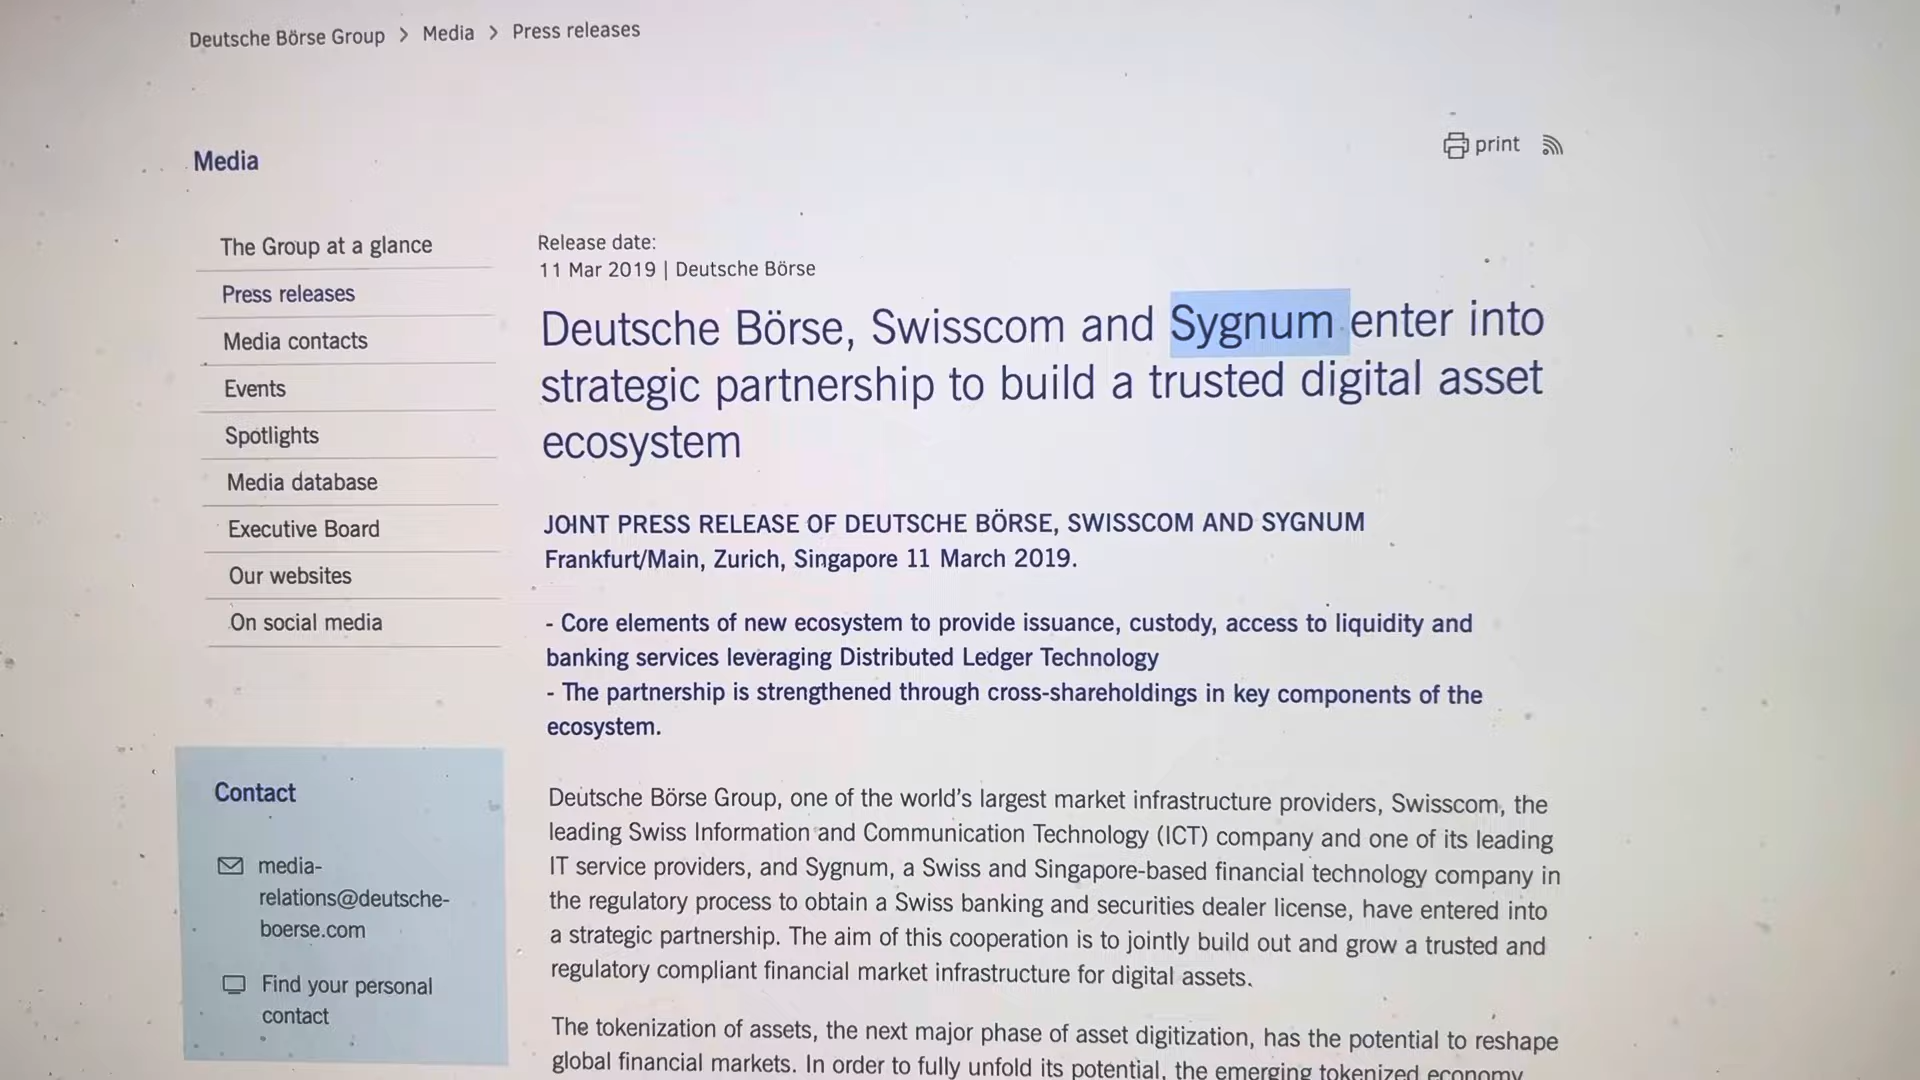 Deutsche Börse Group > Media > Press releases
print
Media
The Group at a glance
Press releases
Media contacts
Events
Spotlights
Media database
Executive Board
Our websites
On social media
Contact
media-
relations@deutsche-
boerse.com
Find your personal
contact
Release date:
11 Mar 2019 | Deutsche Börse
Deutsche Börse, Swisscom and Sygnum enter into
strategic partnership to build a trusted digital asset
ecosystem
JOINT PRESS RELEASE OF DEUTSCHE BÖRSE, SWISSCOM AND SYGNUM
Frankfurt/Main, Zurich, Singapore 11 March 2019.
- Core elements of new ecosystem to provide issuance, custody, access to liquidity and
banking services leveraging Distributed Ledger Technology
- The partnership is strengthened through cross-shareholdings in key components of the
ecosystem.
Deutsche Börse Group, one of the world's largest market infrastructure providers, Swisscom, the
leading Swiss Information and Communication Technology (ICT) company and one of its leading
IT service providers, and Sygnum, a Swiss and Singapore-based financial technology company in
the regulatory process to obtain a Swiss banking and securities dealer license, have entered into
a strategic partnership. The aim of this cooperation is to jointly build out and grow a trusted and
regulatory compliant financial market infrastructure for digital assets.
The tokenization of assets, the next major phase of asset digitization, has the potential to reshape
global financial markets. In order to fully unfold its potential, the emerging tokenized economy